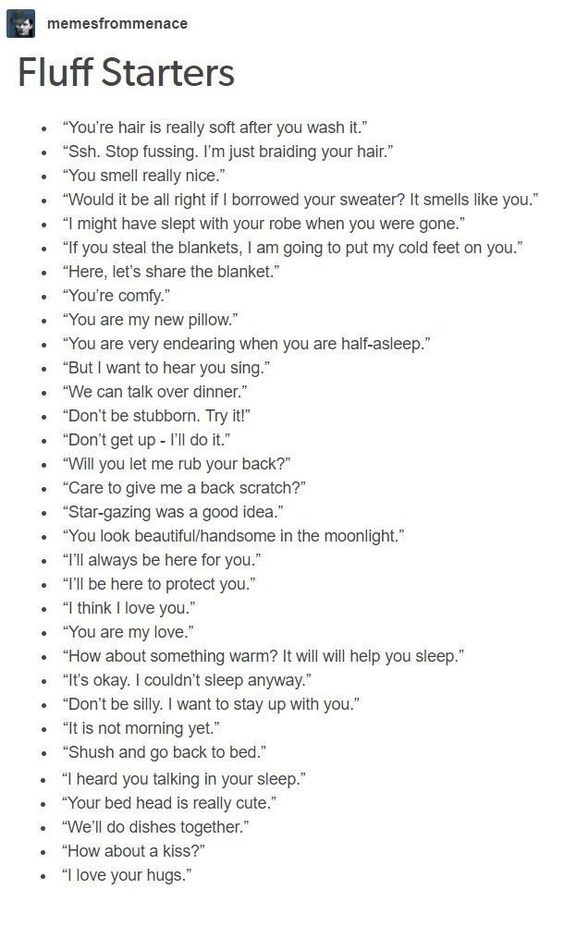 memesfrommenace
Fluff Starters
• “You’re hair is really soft after you wash it.”
• “Ssh. Stop fussing. I’m just braiding your hair.”
• “You smell really nice.”
• “Would it be all right if I borrowed your sweater? It smells like you.”
• “I might have slept with your robe when you were gone.”
• “If you steal the blankets, I am going to put my cold feet on you.”
• “Here, let’s share the blanket.”
• “You’re comfy.”
• “You are my new pillow.”
• “You are very endearing when you are half-asleep.”
• “But I want to hear you sing.”
• “We can talk over dinner.”
• “Don’t be stubborn. Try it!”
• “Don’t get up - I’ll do it.”
• “Will you let me rub your back?”
• “Care to give me a back scratch?”
• “Star-gazing was a good idea.”
• “You look beautiful/handsome in the moonlight.”
• “I’ll always be here for you.”
• “I’ll be here to protect you.”
• “I think I love you.”
• “You are my love.”
• “How about something warm? It will will help you sleep.”
• “It’s okay. I couldn’t sleep anyway.”
• “Don’t be silly. I want to stay up with you.”
• “It is not morning yet.”
• “Shush and go back to bed.”
• “I heard you talking in your sleep.”
• “Your bed head is really cute.”
• “We’ll do dishes together.”
• “How about a kiss?”
• “I love your hugs.”